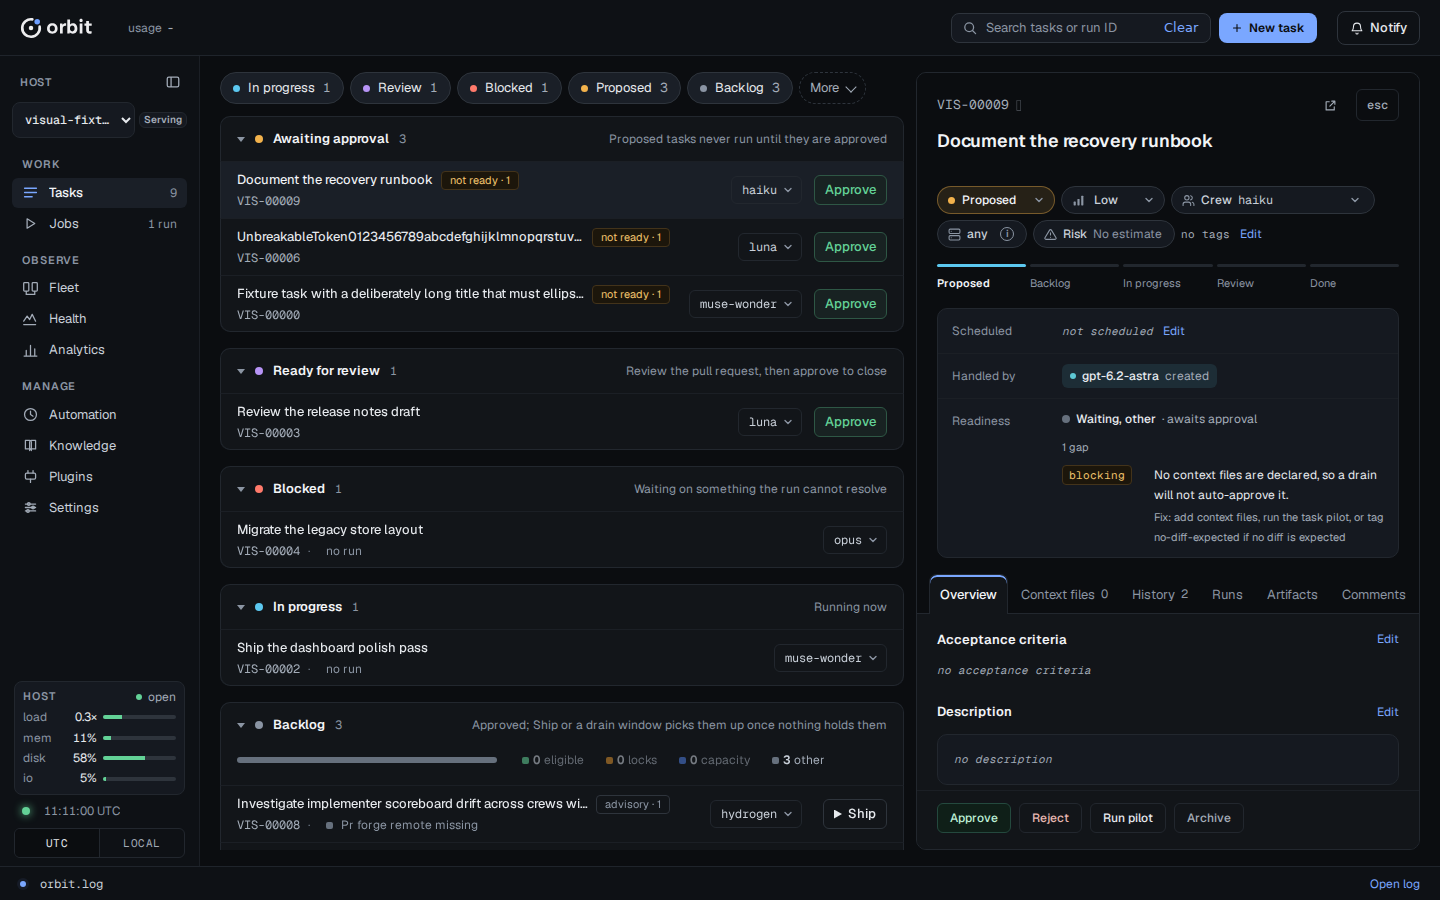 orbit
usage -
Search tasks or run ID
Clear
+ New task
Notify
HOST
visual-fixt…
Serving
WORK
Tasks 9
Jobs 1 run
OBSERVE
Fleet
Health
Analytics
MANAGE
Automation
Knowledge
Plugins
Settings
HOST open
load 0.3×
mem 11%
disk 58%
io 5%
11:11:00 UTC
UTC LOCAL
In progress 1
Review 1
Blocked 1
Proposed 3
Backlog 3
More
Awaiting approval 3 Proposed tasks never run until they are approved
Document the recovery runbook not ready · 1
VIS-00009
haiku
Approve
UnbreakableToken0123456789abcdefghijklmnopqrstuv… not ready · 1
VIS-00006
luna
Approve
Fixture task with a deliberately long title that must ellips… not ready · 1
VIS-00000
muse-wonder
Approve
Ready for review 1 Review the pull request, then approve to close
Review the release notes draft
VIS-00003
luna
Approve
Blocked 1 Waiting on something the run cannot resolve
Migrate the legacy store layout
VIS-00004 · no run
opus
In progress 1 Running now
Ship the dashboard polish pass
VIS-00002 · no run
muse-wonder
Backlog 3 Approved; Ship or a drain window picks them up once nothing holds them
0 eligible 0 locks 0 capacity 3 other
Investigate implementer scoreboard drift across crews wi… advisory · 1
VIS-00008 · Pr forge remote missing
hydrogen
Ship
VIS-00009
esc
Document the recovery runbook
Proposed
Low
Crew haiku
any
Risk No estimate
no tags Edit
Proposed Backlog In progress Review Done
Scheduled not scheduled Edit
Handled by gpt-6.2-astra created
Readiness Waiting, other · awaits approval
1 gap
blocking No context files are declared, so a drain
will not auto-approve it.
Fix: add context files, run the task pilot, or tag
no-diff-expected if no diff is expected
Overview Context files 0 History 2 Runs Artifacts Comments
Acceptance criteria Edit
no acceptance criteria
Description Edit
no description
Approve Reject Run pilot Archive
orbit.log
Open log